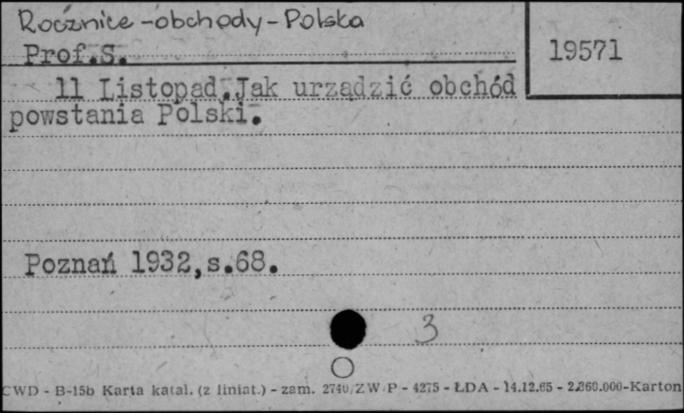 Rocznice-obchody-Polska
Prof.S.
19571
11 Listopad.Jak urządzić obchód
powstania Polski.
Poznań 1932,s.68.
3
CWD - B-15b Karta katal. (z liniat.) - zam. 2740/ZW/P - 4275 - ŁDA - 14.12.65 - 2.860.000-Karton